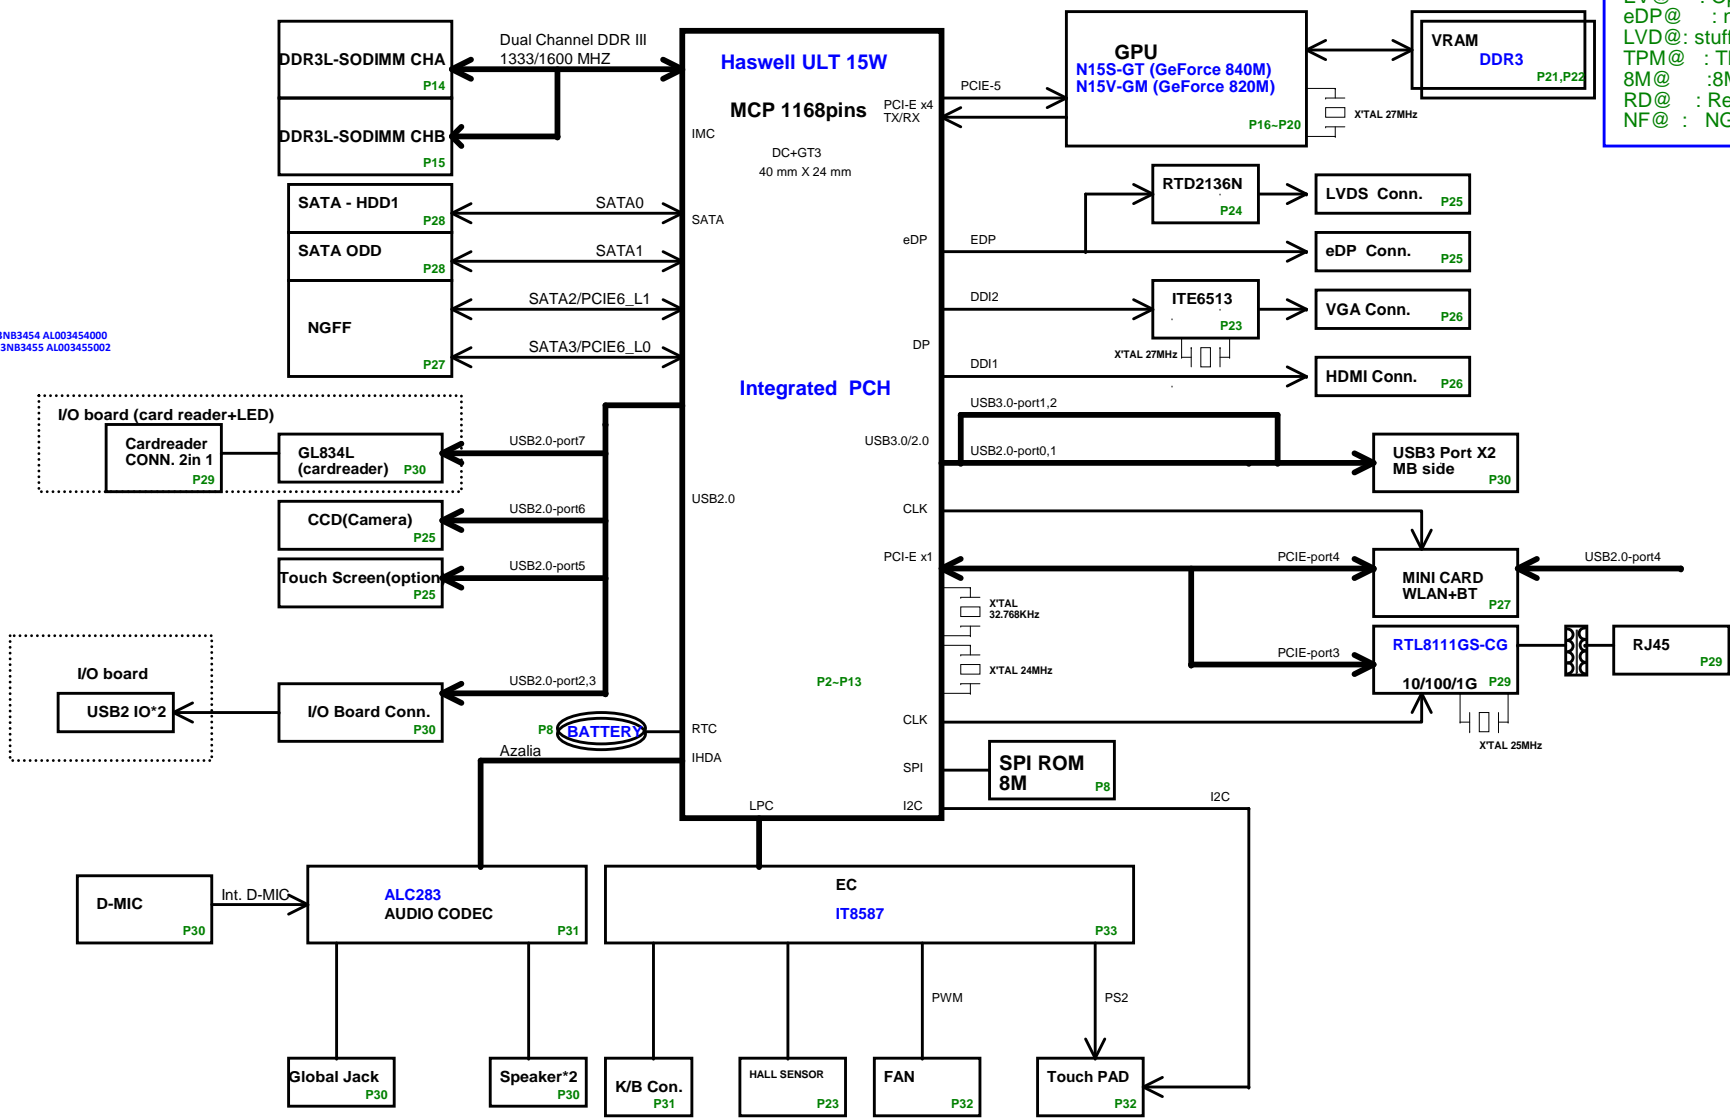 DDR3L-SODIMM CHA
P14
DDR3L-SODIMM CHB
P15
Dual Channel DDR III
1333/1600 MHZ
SATA - HDD1
P28
SATA0
SATA ODD
P28
SATA1
NGFF
P27
SATA2/PCIE6_L1
SATA3/PCIE6_L0
3NB3454 AL003454000
3NB3455 AL003455002
I/O board (card reader+LED)
Cardreader
CONN. 2in 1
P29
GL834L
(cardreader)
P30
USB2.0-port7
CCD(Camera)
P25
USB2.0-port6
Touch Screen(option
P25
USB2.0-port5
I/O board
USB2 IO*2
I/O Board Conn.
P30
USB2.0-port2,3
P8
BATTERY
Azalia
Haswell ULT 15W
MCP 1168pins
DC+GT3
40 mm X 24 mm
Integrated PCH
P2~P13
IMC
SATA
USB2.0
RTC
IHDA
LPC
PCI-E x4
TX/RX
eDP
DP
USB3.0/2.0
CLK
PCI-E x1
CLK
SPI
I2C
PCIE-5
GPU
N15S-GT (GeForce 840M)
N15V-GM (GeForce 820M)
P16~P20
X'TAL 27MHz
VRAM
DDR3
P21,P22
eDP@ :
LVD@:
TPM@ :
8M@ :
RD@ :
NF@ :
RTD2136N
P24
LVDS Conn.
P25
EDP
eDP Conn.
P25
DDI2
ITE6513
P23
X'TAL 27MHz
VGA Conn.
P26
DDI1
HDMI Conn.
P26
USB3.0-port1,2
USB2.0-port0,1
USB3 Port X2
MB side
P30
PCIE-port4
MINI CARD
WLAN+BT
P27
USB2.0-port4
X'TAL
32.768KHz
X'TAL 24MHz
PCIE-port3
RTL8111GS-CG
10/100/1G
P29
X'TAL 25MHz
RJ45
P29
SPI ROM
8M
P8
I2C
D-MIC
P30
Int. D-MIC
ALC283
AUDIO CODEC
P31
EC
IT8587
P33
PWM
PS2
Global Jack
P30
Speaker*2
P30
K/B Con.
P31
HALL SENSOR
P23
FAN
P32
Touch PAD
P32